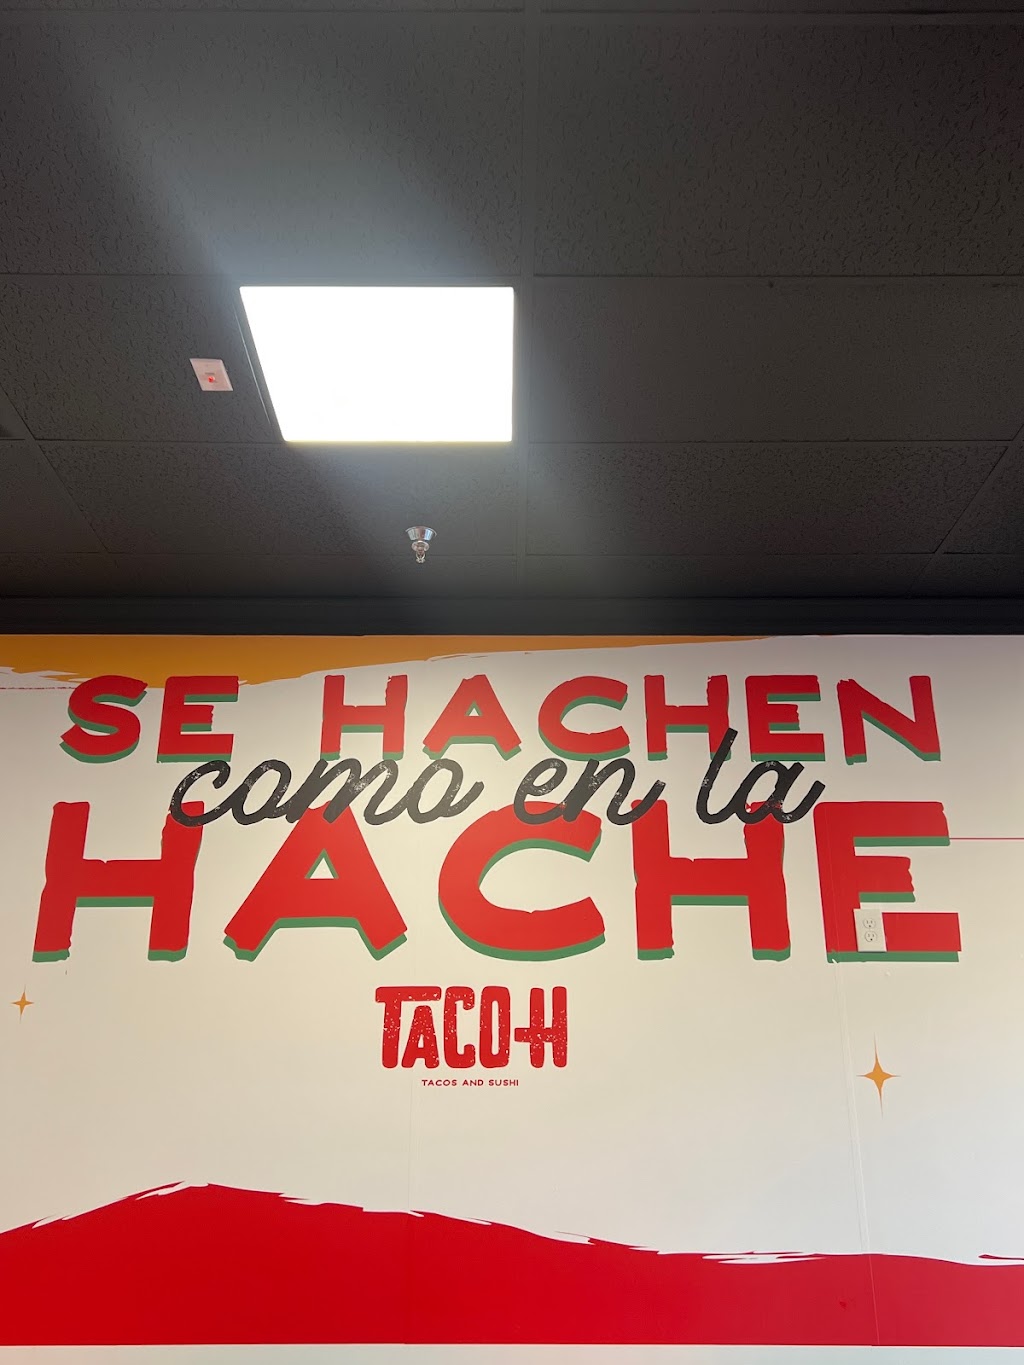 SE HACHEN
como en la
HACHE
TACO-H
TACOS AND SUSHI